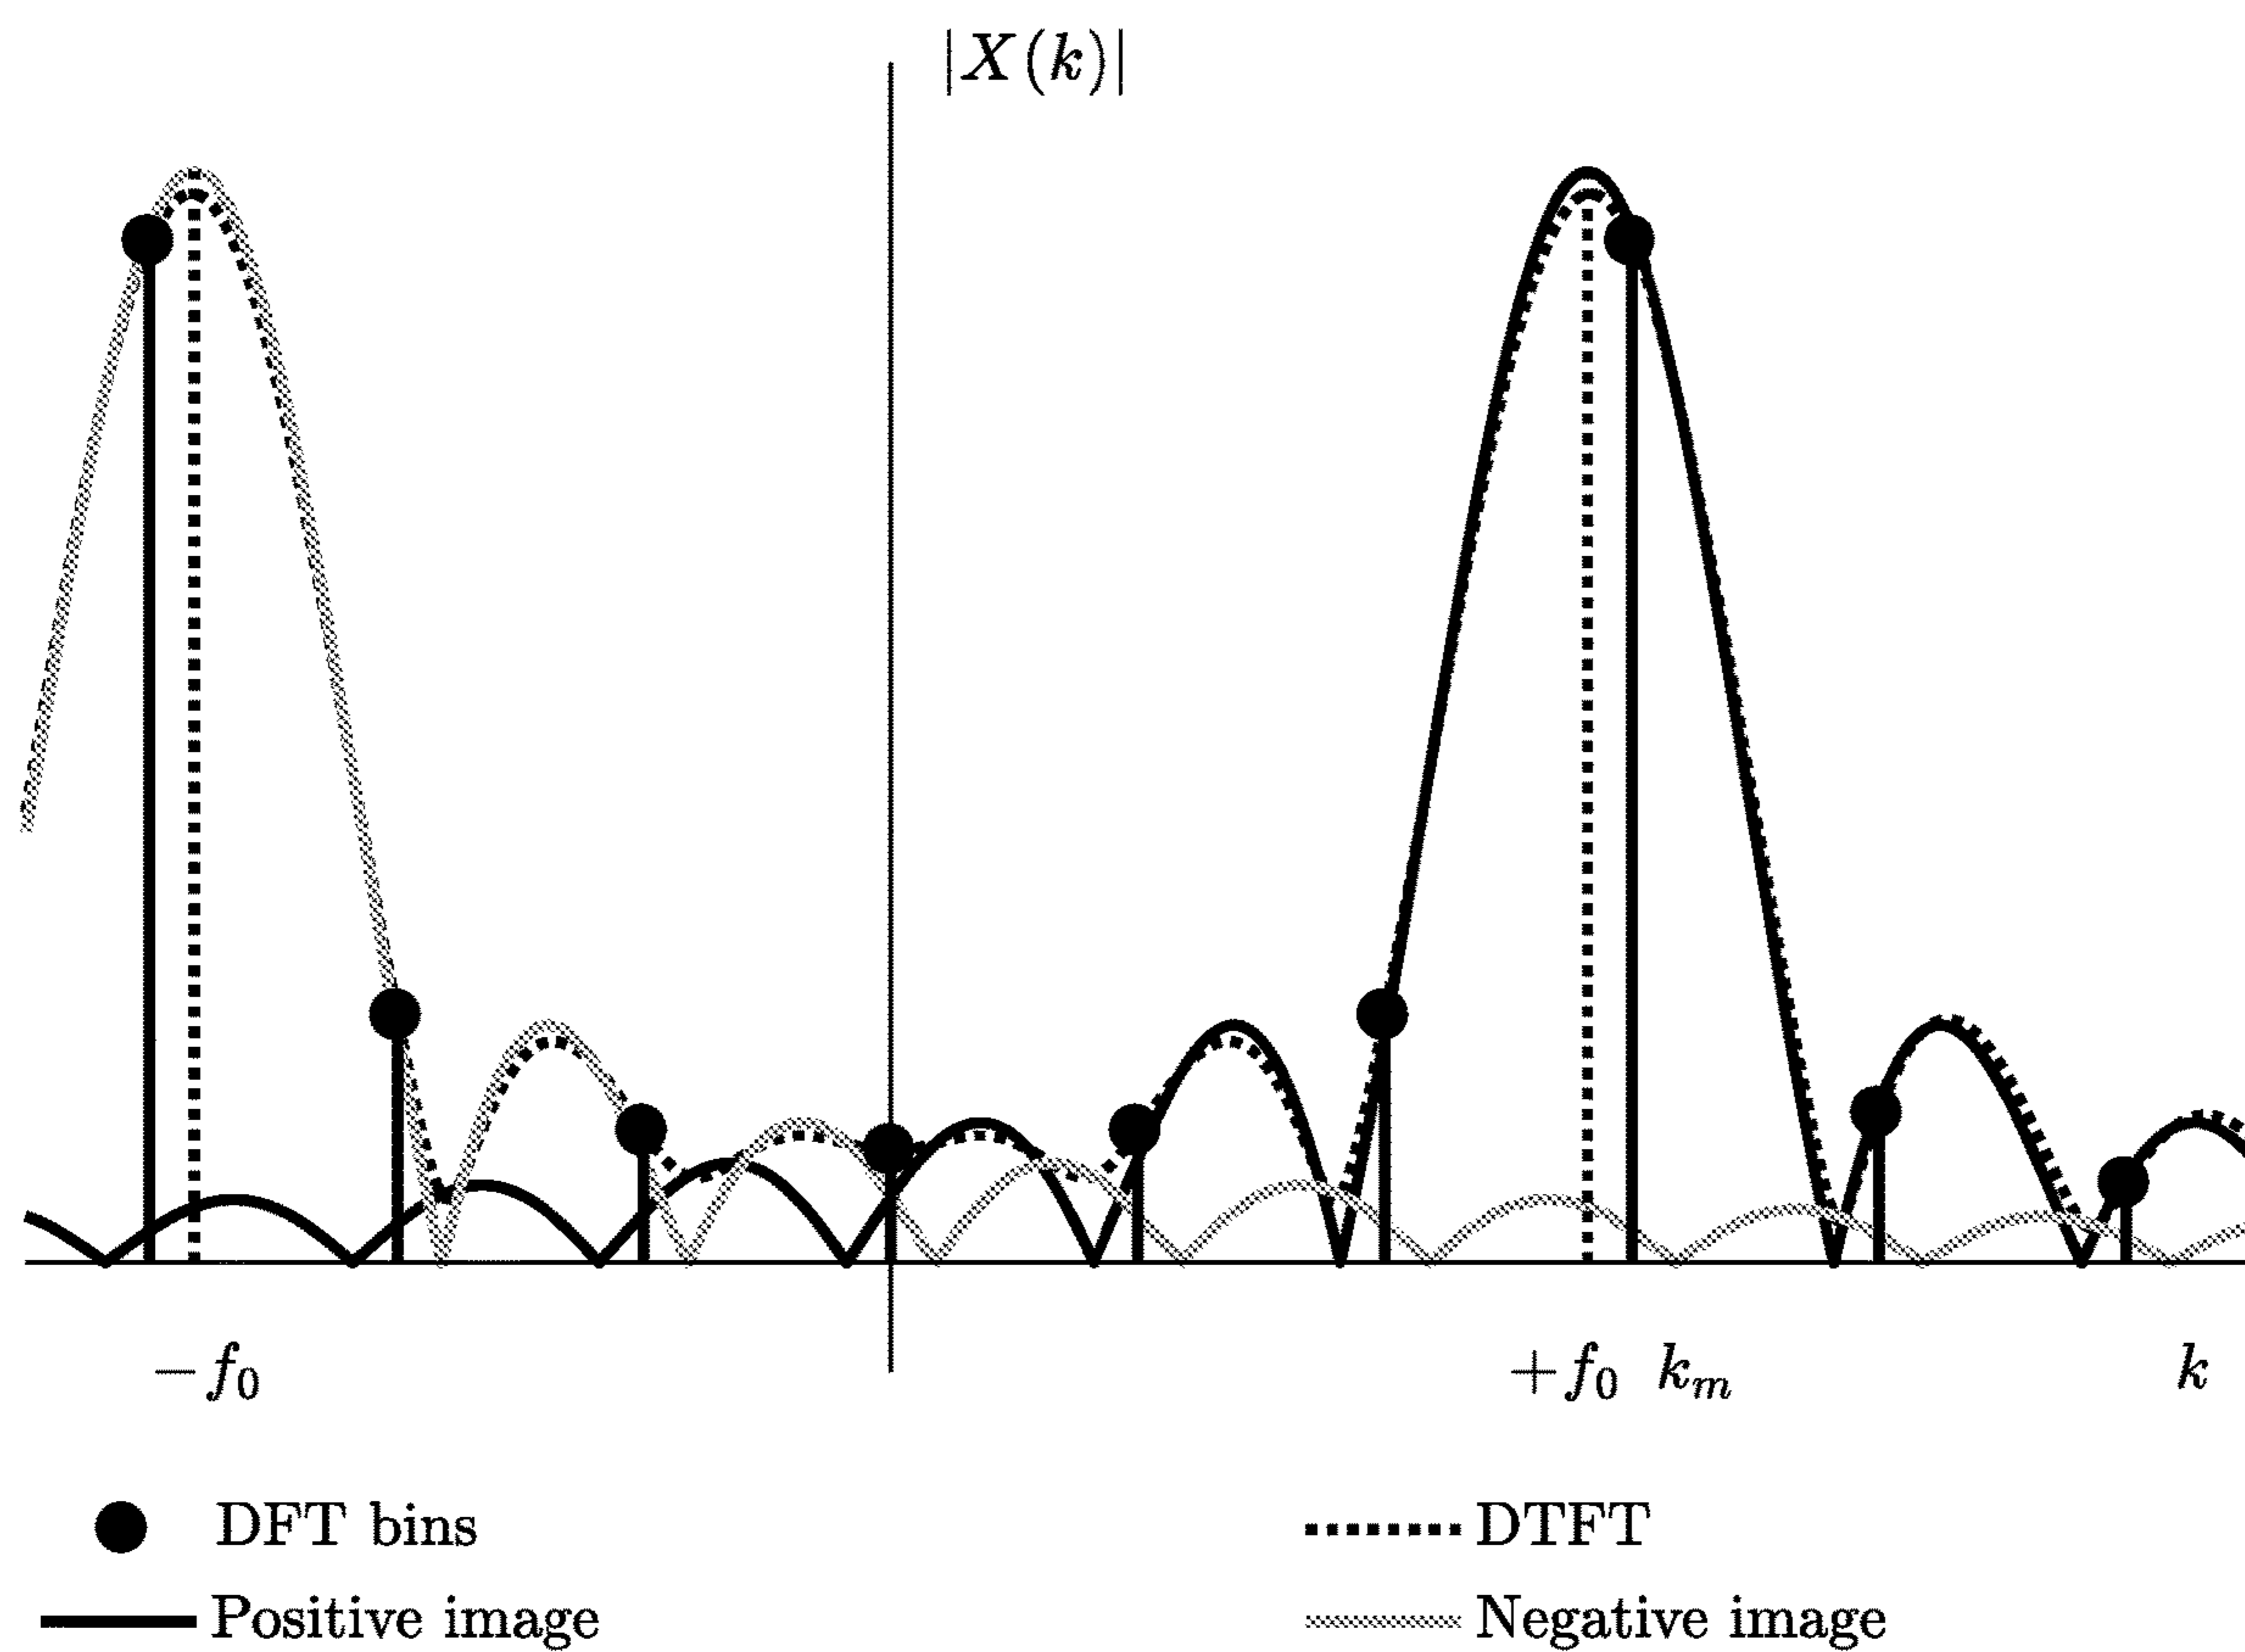 |X(k)|
−f₀
+f₀ kₘ k
DFT bins DTFT
Positive image Negative image